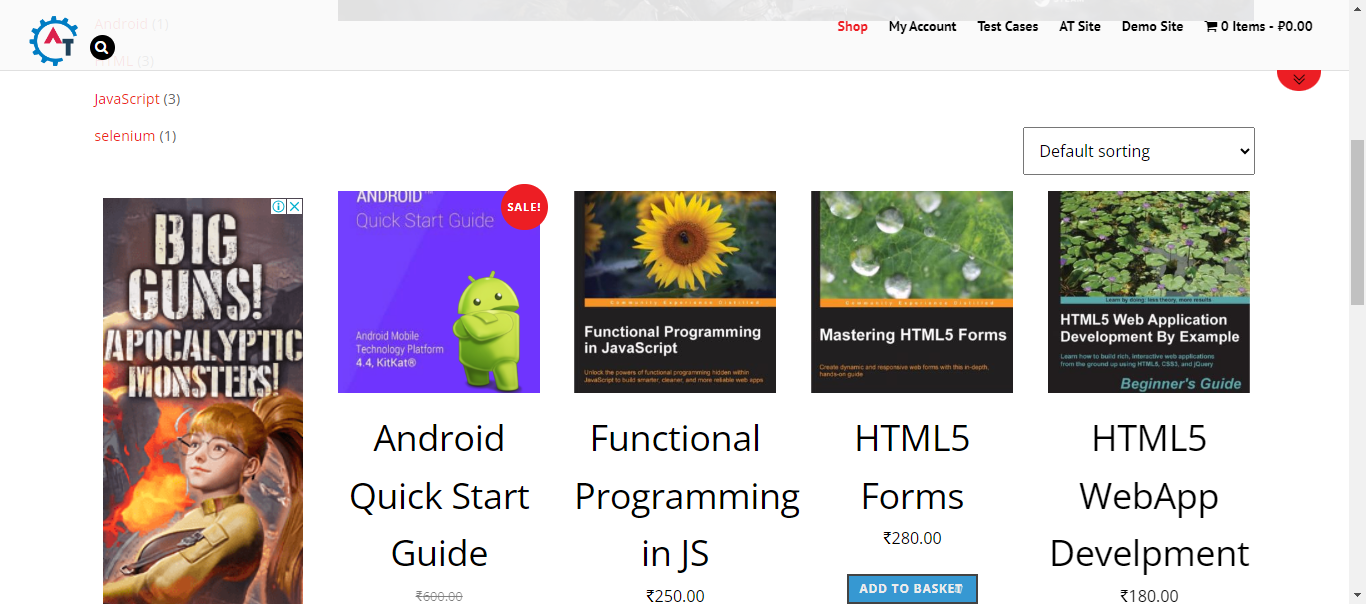 Android (1)
HTML (3)
JavaScript (3)
selenium (1)
AT
Shop
My Account
Test Cases
AT Site
Demo Site
0 Items - ₽0.00
Default sorting
BIG
GUNS!
APOCALYPTIC
MONSTERS!
ANDROID™
Quick Start Guide
Android Mobile
Technology Platform
4.4, KitKat®
SALE!
Android
Quick Start
Guide
₹600.00
Community Experience Distilled
Functional Programming
in JavaScript
Unlock the powers of functional programming hidden within
JavaScript to build smarter, cleaner, and more reliable web apps
Functional
Programming
in JS
₹250.00
Community Experience Distilled
Mastering HTML5 Forms
Create dynamic and responsive web forms with this in-depth,
hands-on guide
HTML5
Forms
₹280.00
ADD TO BASKET
Learn by doing: less theory, more results
HTML5 Web Application
Development By Example
Learn how to build rich, interactive web applications
from the ground up using HTML5, CSS3, and jQuery
Beginner's Guide
HTML5
WebApp
Develpment
₹180.00